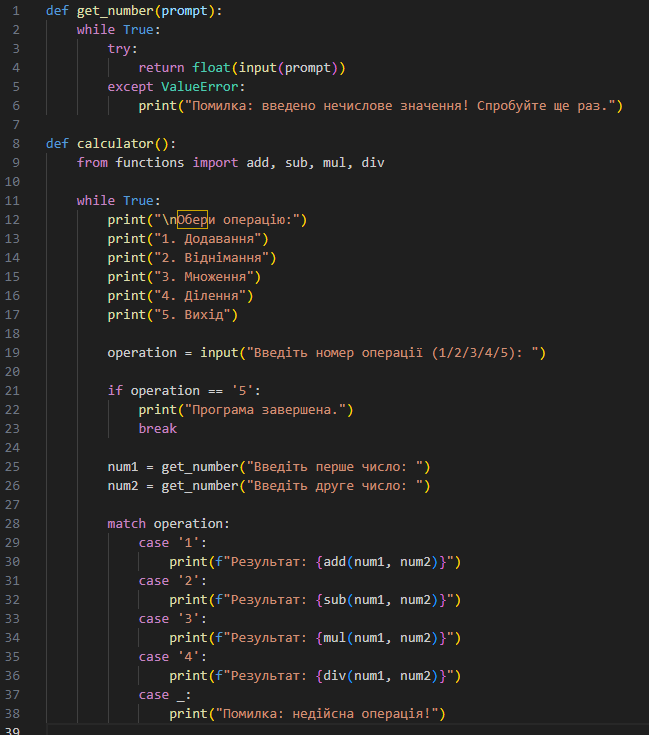 1 def get_number(prompt):
2     while True:
3         try:
4             return float(input(prompt))
5         except ValueError:
6             print("Помилка: введено нечислове значення! Спробуйте ще раз.")
7
8 def calculator():
9     from functions import add, sub, mul, div
10
11     while True:
12         print("\nОбери операцію:")
13         print("1. Додавання")
14         print("2. Віднімання")
15         print("3. Множення")
16         print("4. Ділення")
17         print("5. Вихід")
18
19         operation = input("Введіть номер операції (1/2/3/4/5): ")
20
21         if operation == '5':
22             print("Програма завершена.")
23             break
24
25         num1 = get_number("Введіть перше число: ")
26         num2 = get_number("Введіть друге число: ")
27
28         match operation:
29             case '1':
30                 print(f"Результат: {add(num1, num2)}")
31             case '2':
32                 print(f"Результат: {sub(num1, num2)}")
33             case '3':
34                 print(f"Результат: {mul(num1, num2)}")
35             case '4':
36                 print(f"Результат: {div(num1, num2)}")
37             case _:
38                 print("Помилка: недійсна операція!")
39